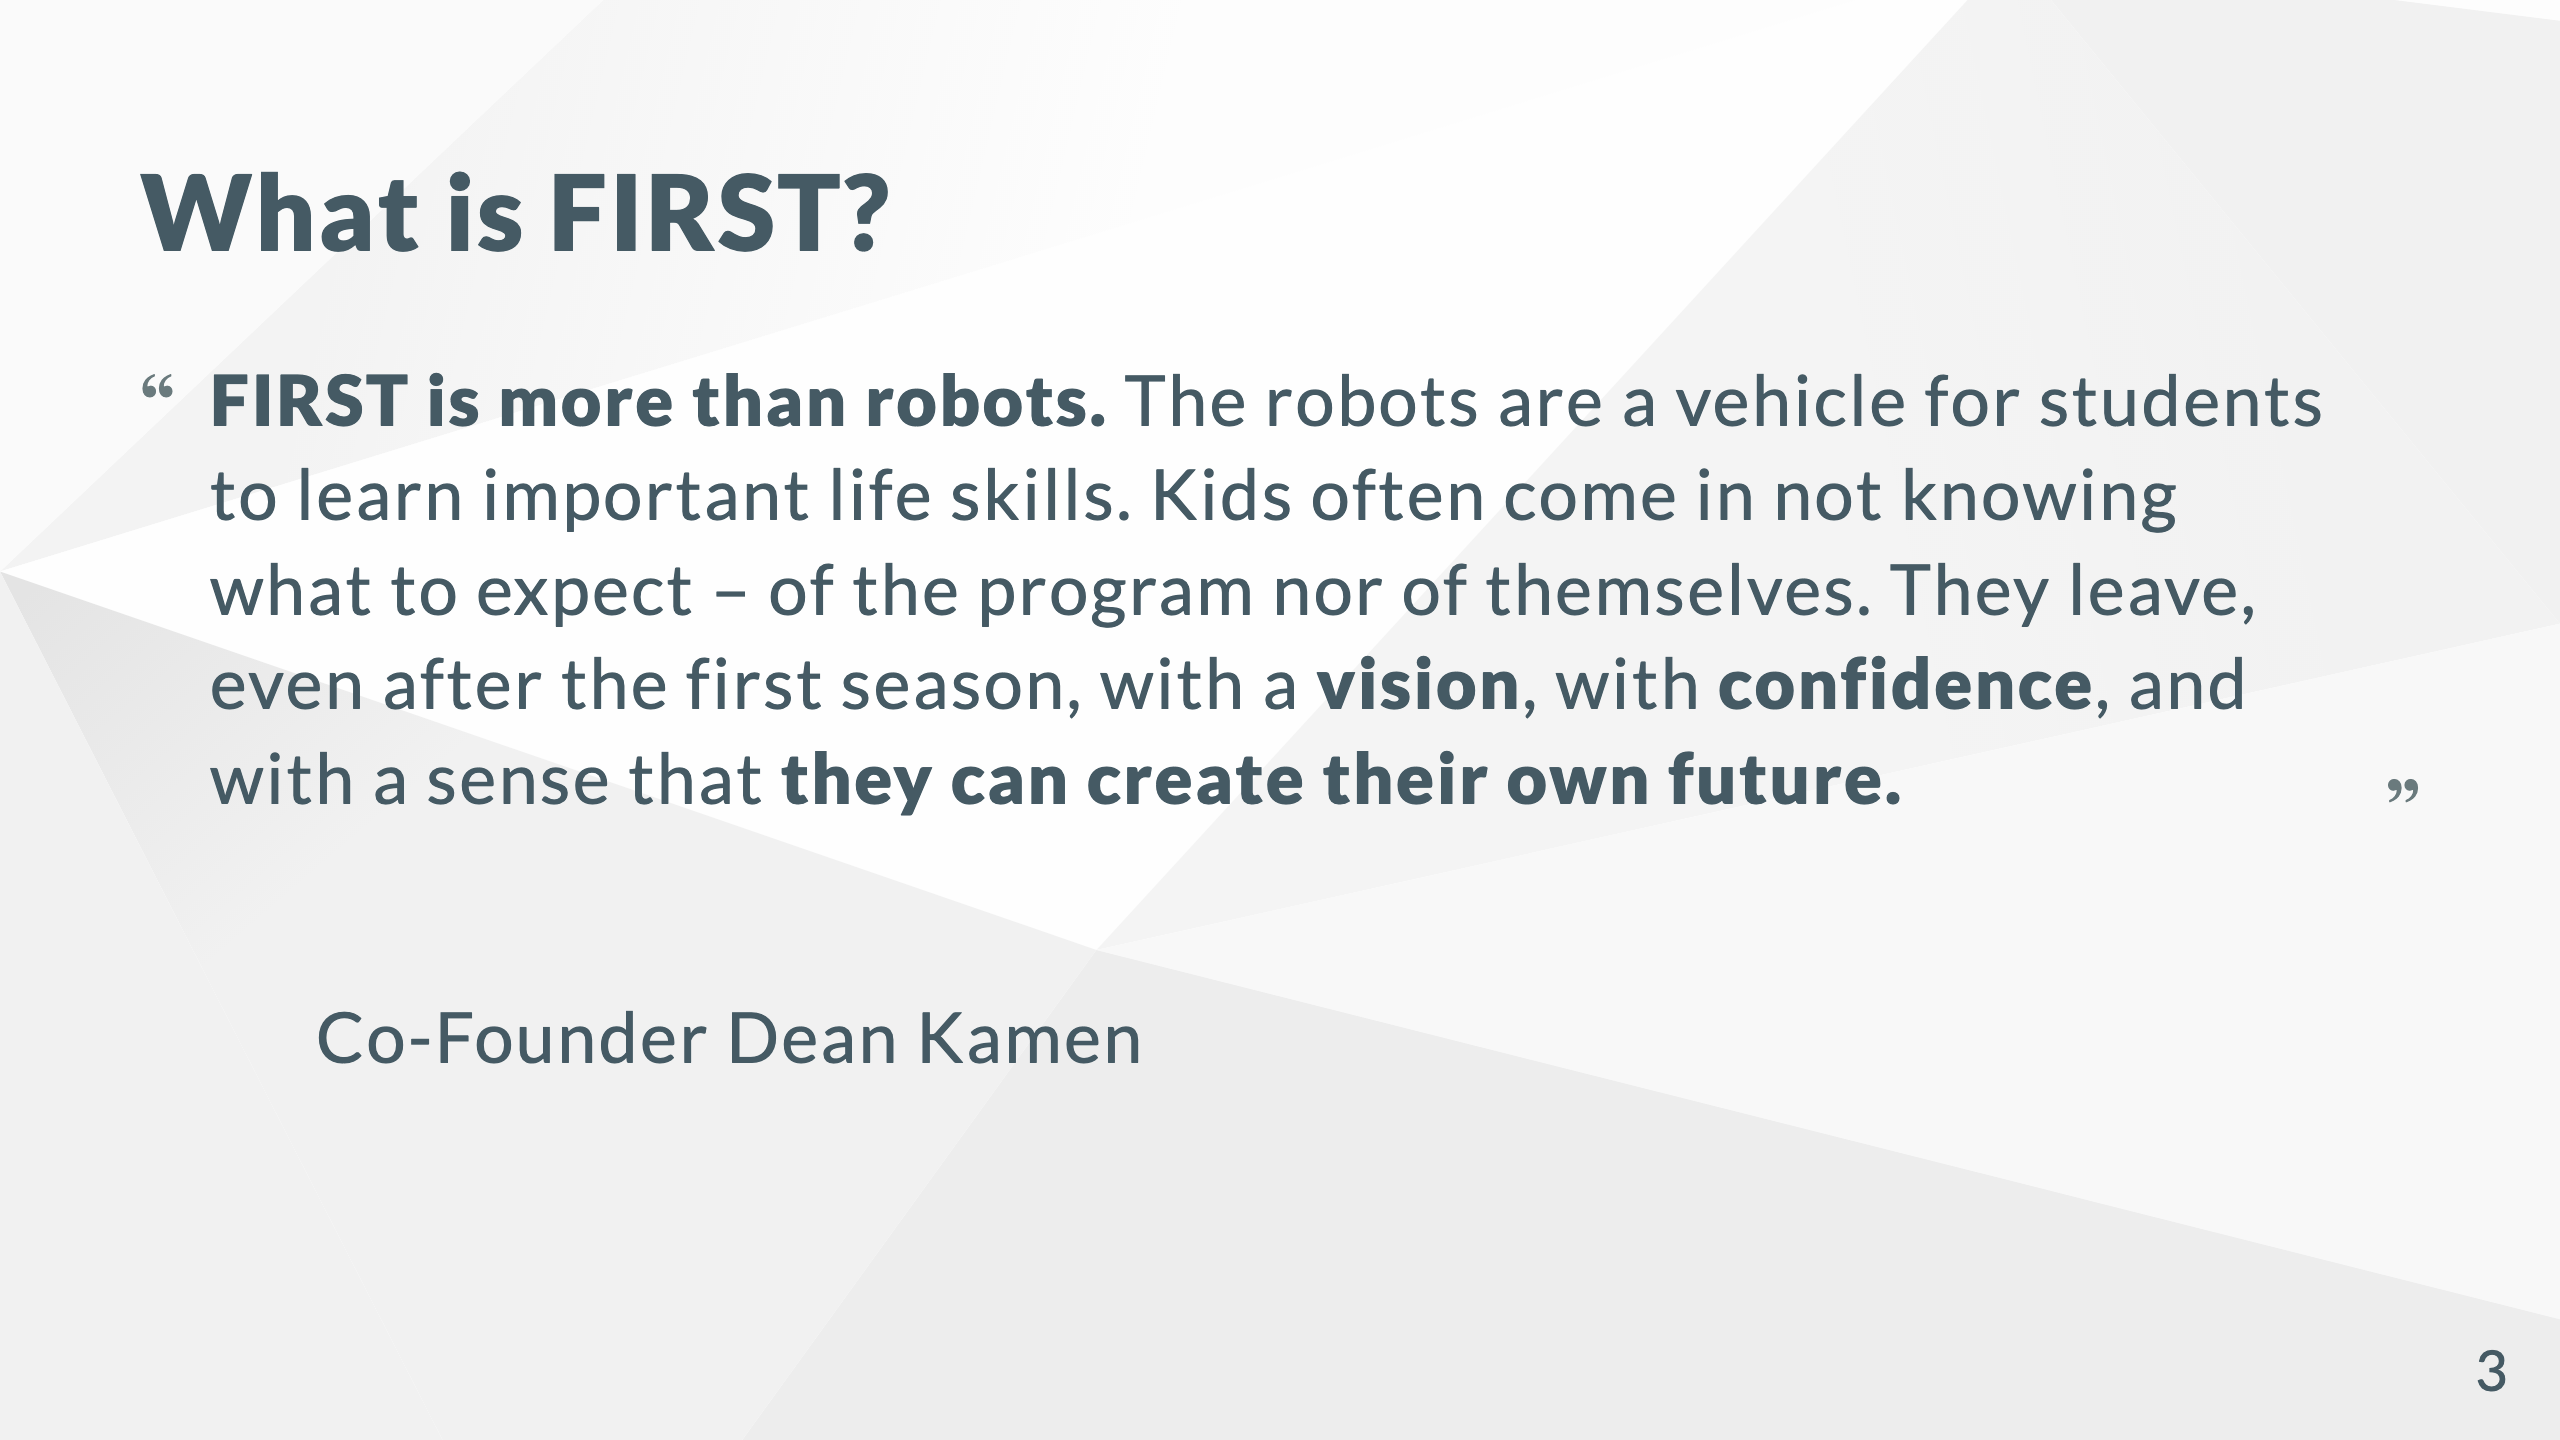 What is FIRST?
“ FIRST is more than robots. The robots are a vehicle for students
to learn important life skills. Kids often come in not knowing
what to expect – of the program nor of themselves. They leave,
even after the first season, with a vision, with confidence, and
with a sense that they can create their own future. ”
Co-Founder Dean Kamen
3